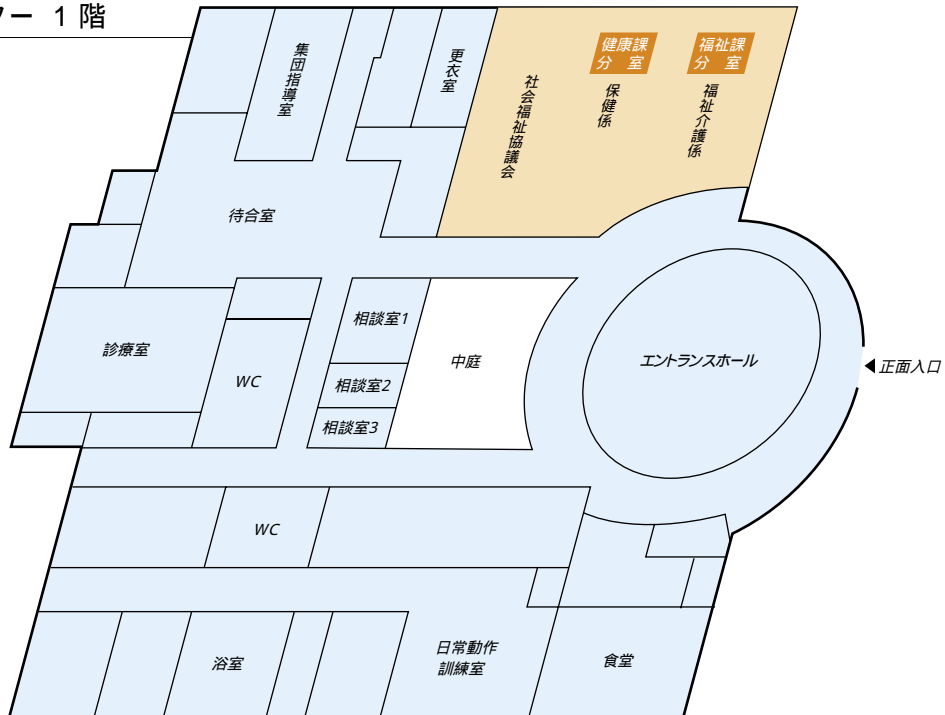 ター 1階
集団指導室
更衣室
社会福祉協議会
健康課
分 室
保健係
福祉課
分 室
福祉介護係
待合室
診療室
WC
相談室1
相談室2
相談室3
中庭
エントランスホール
正面入口
WC
浴室
日常動作
訓練室
食堂